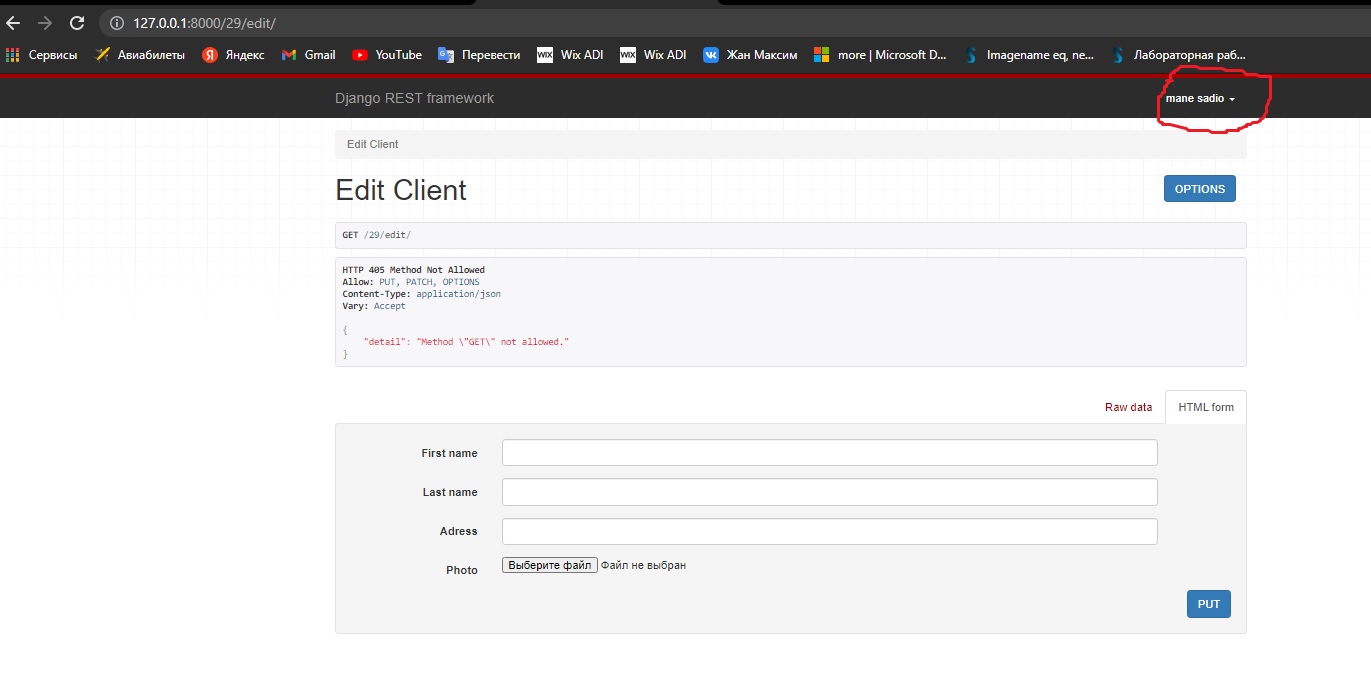 127.0.0.1:8000/29/edit/
Сервисы Авиабилеты Яндекс Gmail YouTube Перевести WIX Wix ADI WIX Wix ADI Жан Максим more | Microsoft D... Imagename eq, ne... Лабораторная раб...
Django REST framework mane sadio
Edit Client
Edit Client OPTIONS
GET /29/edit/
HTTP 405 Method Not Allowed
Allow: PUT, PATCH, OPTIONS
Content-Type: application/json
Vary: Accept
{
"detail": "Method \"GET\" not allowed."
}
Raw data HTML form
First name
Last name
Adress
Photo Выберите файл Файл не выбран
PUT